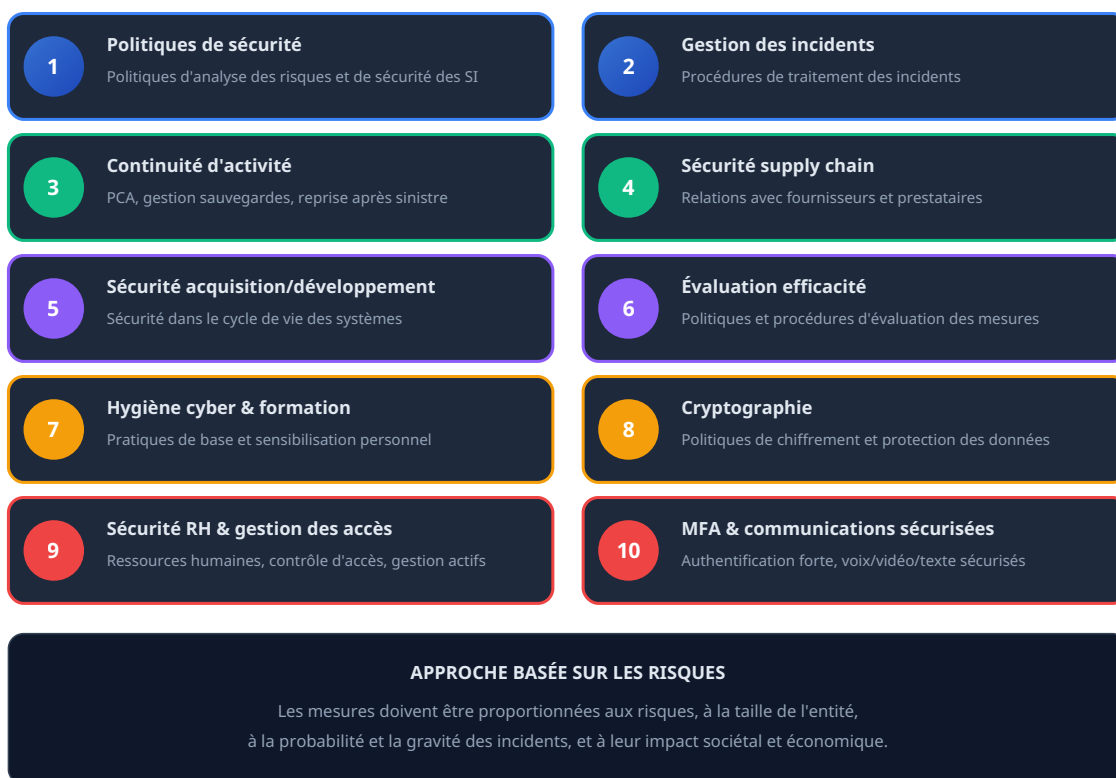 1
Politiques de sécurité
Politiques d'analyse des risques et de sécurité des SI
2
Gestion des incidents
Procédures de traitement des incidents
3
Continuité d'activité
PCA, gestion sauvegardes, reprise après sinistre
4
Sécurité supply chain
Relations avec fournisseurs et prestataires
5
Sécurité acquisition/développement
Sécurité dans le cycle de vie des systèmes
6
Évaluation efficacité
Politiques et procédures d'évaluation des mesures
7
Hygiène cyber & formation
Pratiques de base et sensibilisation personnel
8
Cryptographie
Politiques de chiffrement et protection des données
9
Sécurité RH & gestion des accès
Ressources humaines, contrôle d'accès, gestion actifs
10
MFA & communications sécurisées
Authentification forte, voix/vidéo/texte sécurisés
APPROCHE BASÉE SUR LES RISQUES
Les mesures doivent être proportionnées aux risques, à la taille de l'entité,
à la probabilité et la gravité des incidents, et à leur impact sociétal et économique.